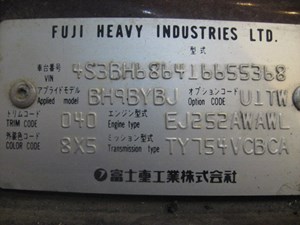 FUJI HEAVY INDUSTRIES LTD.
型式
車台番号 VIN 4S3BH686416655368
アプライドモデル Applied model BH9BYBJ オプションコード Option CODE U1TW
トリムコード TRIM CODE 040 エンジン型式 Engine type EJ252AWAWL
外装色コード COLOR CODE 8X5 ミッション型式 Transmission type TY754VCBCA
富士重工業株式会社